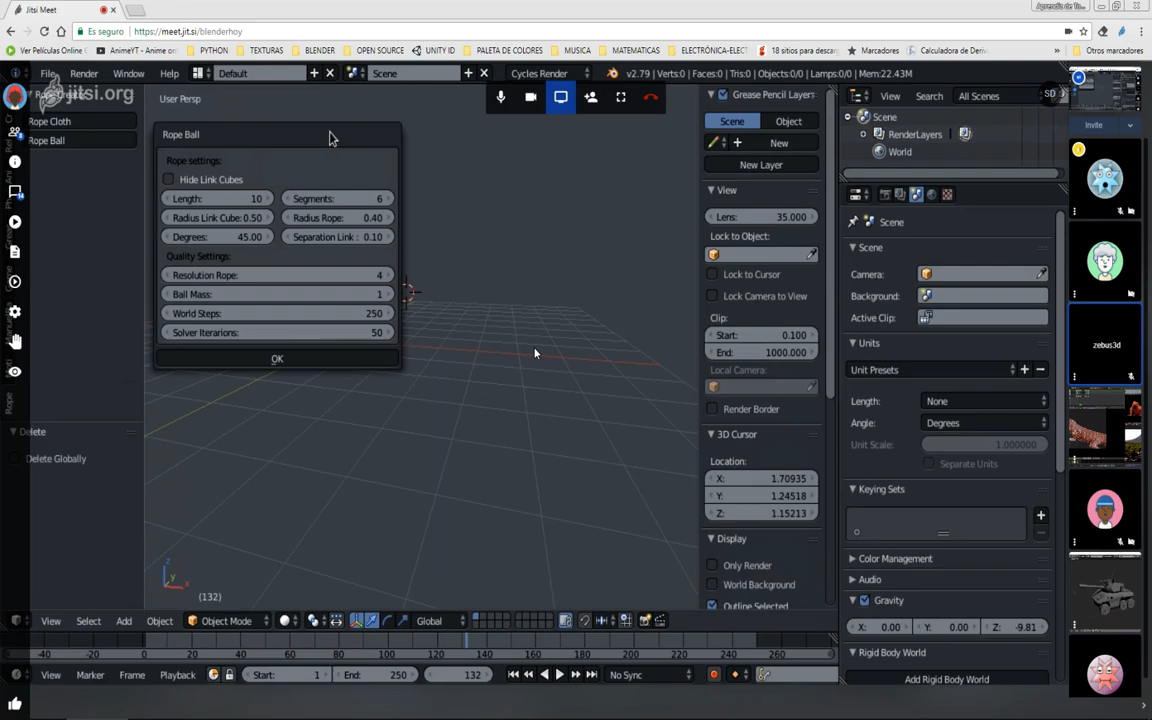 Jitsi Meet
Aprendiz de To...
Es seguro https://meet.jit.si/blenderhoy
Ver Películas Online
AnimeYT - Anime on
PYTHON
TEXTURAS
BLENDER
OPEN SOURCE
UNITY ID
PALETA DE COLORES
MUSICA
MATEMATICAS
ELECTRÓNICA-ELECT
18 sitios para descar
Marcadores
Calculadora de Deri
Otros marcadores
File Render Window Help
Default
Scene
Cycles Render
v2.79 | Verts:0 | Faces:0 | Tris:0 | Objects:0/0 | Lamps:0/0 | Mem:22.43M
jitsi.org
Rope Cloth
Rope Ball
User Persp
Rope Ball
Rope settings:
Hide Link Cubes
Length: 10
Segments: 6
Radius Link Cube: 0.50
Radius Rope: 0.40
Degrees: 45.00
Separation Link : 0.10
Quality Settings:
Resolution Rope: 4
Ball Mass: 1
World Steps: 250
Solver Iterarions: 50
OK
Delete
Delete Globally
Rope
z
y
x
(132)
Grease Pencil Layers
Scene Object
New
New Layer
View
Lens: 35.000
Lock to Object:
Lock to Cursor
Lock Camera to View
Clip:
Start: 0.100
End: 1000.000
Local Camera:
Render Border
3D Cursor
Location:
X: 1.70935
Y: 1.24518
Z: 1.15213
Display
Only Render
World Background
Outline Selected
View Search All Scenes
SD
Scene
RenderLayers
World
Scene
Scene
Camera:
Background:
Active Clip:
Units
Unit Presets
Length: None
Angle: Degrees
Unit Scale: 1.000000
Separate Units
Keying Sets
Color Management
Audio
Gravity
X: 0.00
Y: 0.00
Z: -9.81
Rigid Body World
Add Rigid Body World
Invite
zebus3d
View Select Add Object
Object Mode
Global
-40 -20 0 20 40 60 80 100 120 140 160 180 200 220 240 260
View Marker Frame Playback
Start: 1
End: 250
132
No Sync